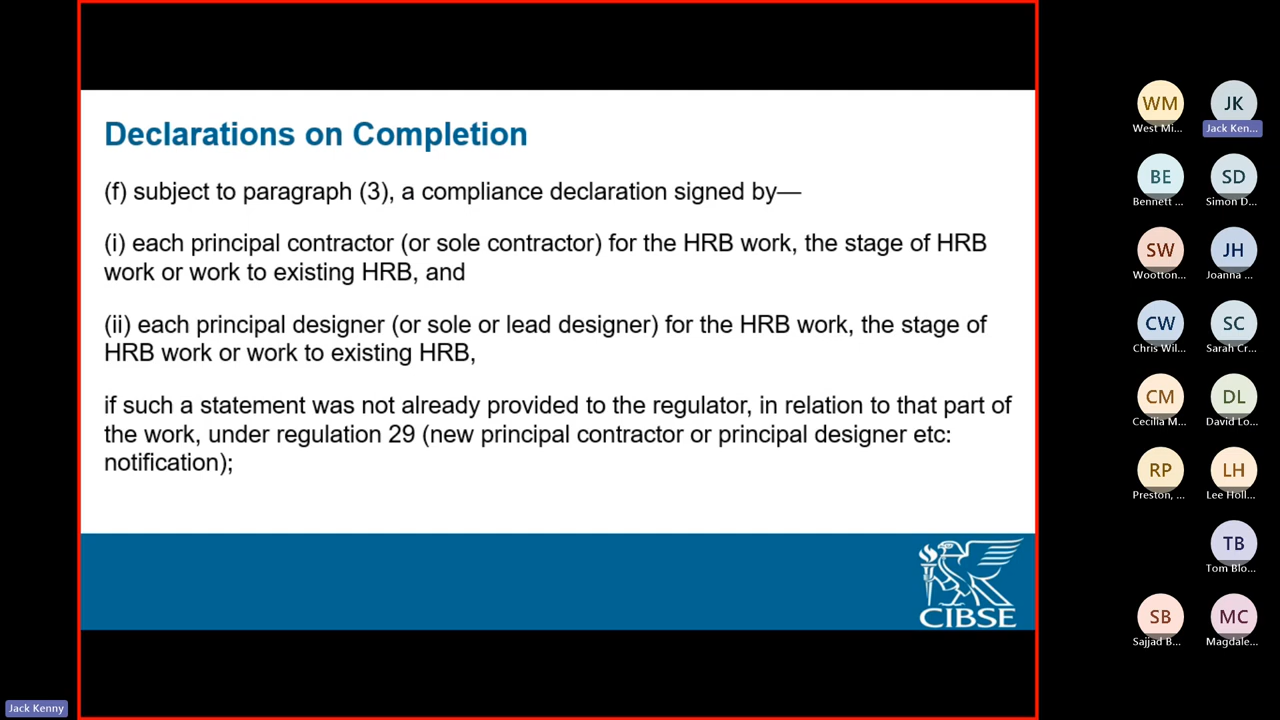 Declarations on Completion
(f) subject to paragraph (3), a compliance declaration signed by—
(i) each principal contractor (or sole contractor) for the HRB work, the stage of HRB
work or work to existing HRB, and
(ii) each principal designer (or sole or lead designer) for the HRB work, the stage of
HRB work or work to existing HRB,
if such a statement was not already provided to the regulator, in relation to that part of
the work, under regulation 29 (new principal contractor or principal designer etc:
notification);
CIBSE
WM
West Mi...
JK
Jack Ken...
BE
Bennett ...
SD
Simon D...
SW
Wootton...
JH
Joanna ...
CW
Chris Wil...
SC
Sarah Cr...
CM
Cecilia M...
DL
David Lo...
RP
Preston, ...
LH
Lee Holl...
TB
Tom Blo...
SB
Sajjad B...
MC
Magdale...
Jack Kenny